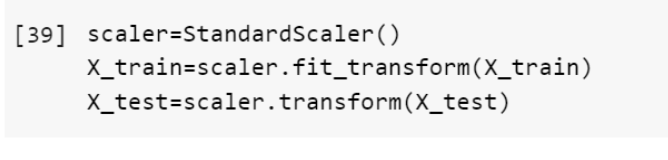 [39] scaler=StandardScaler()
X_train=scaler.fit_transform(X_train)
X_test=scaler.transform(X_test)